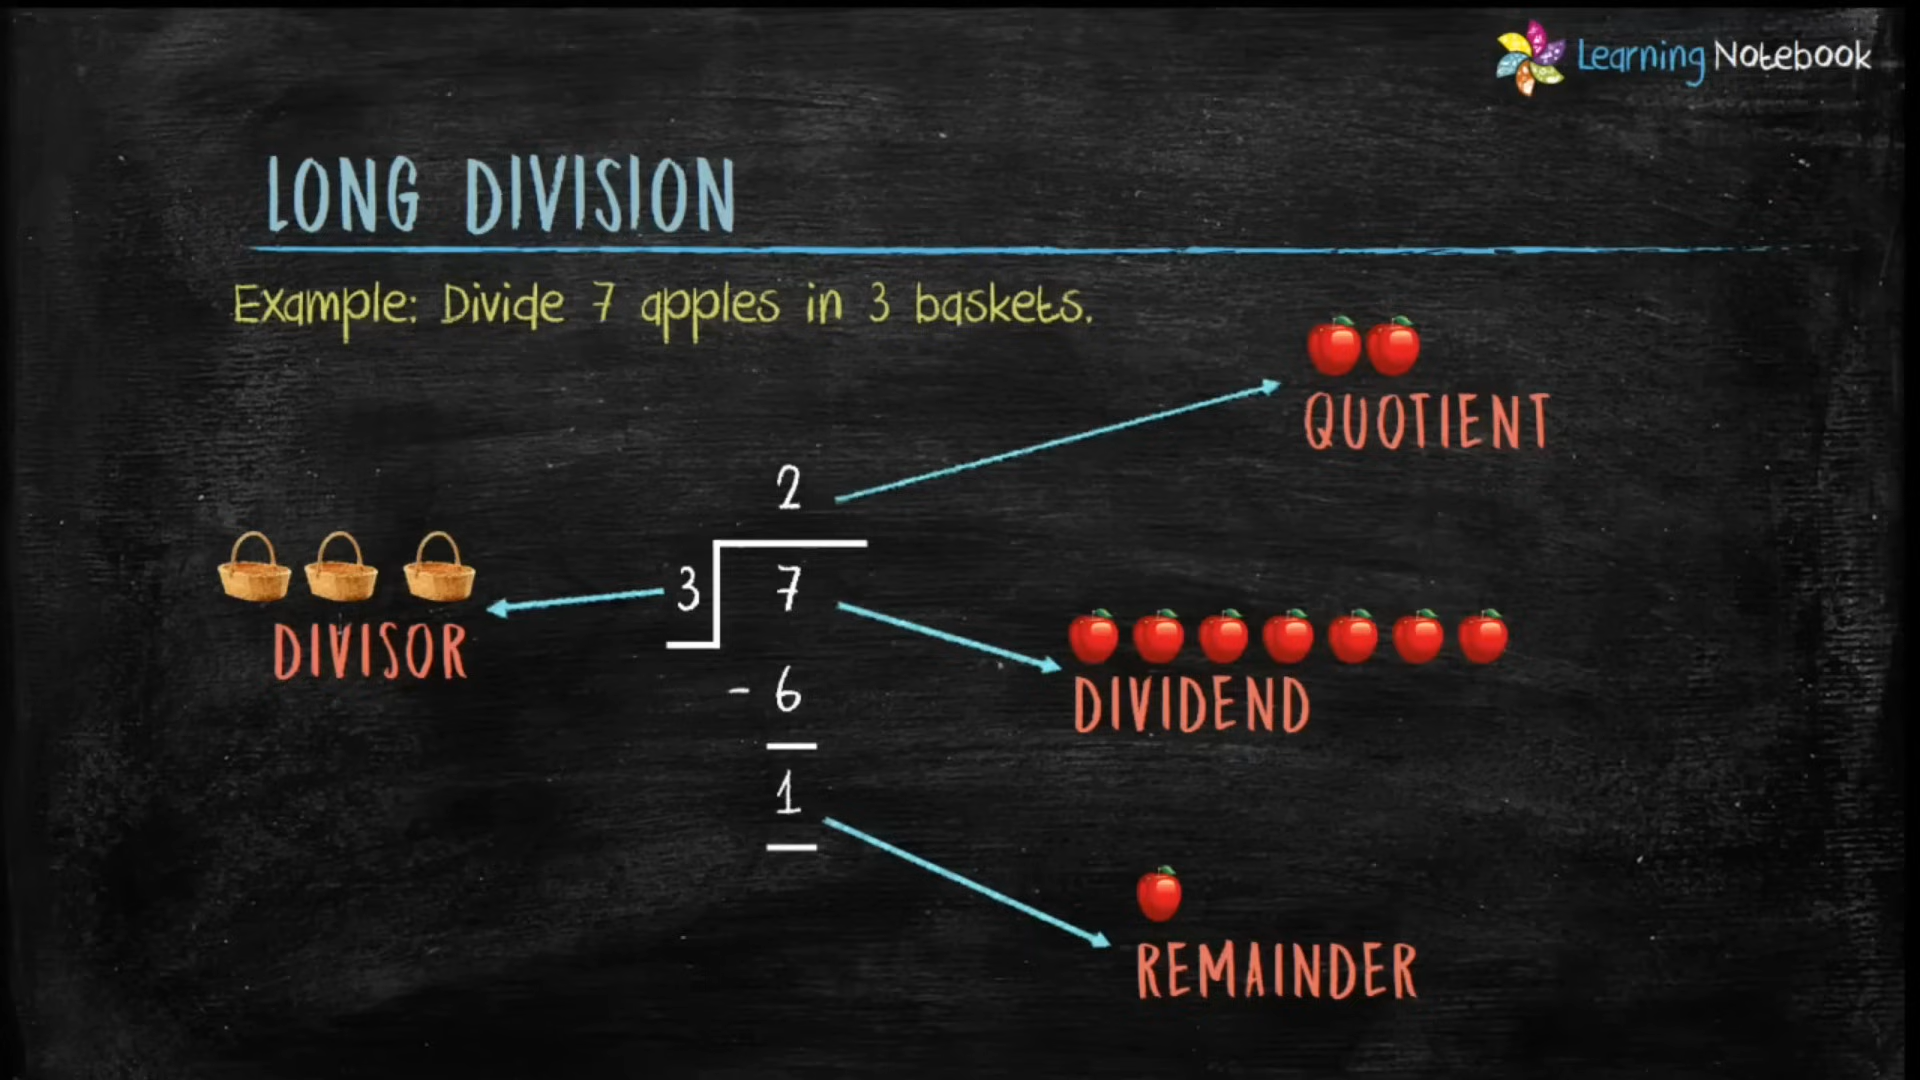 Learning Notebook
LONG DIVISION
Example: Divide 7 apples in 3 baskets.
QUOTIENT
2
3 7
DIVISOR
- 6
DIVIDEND
1
REMAINDER